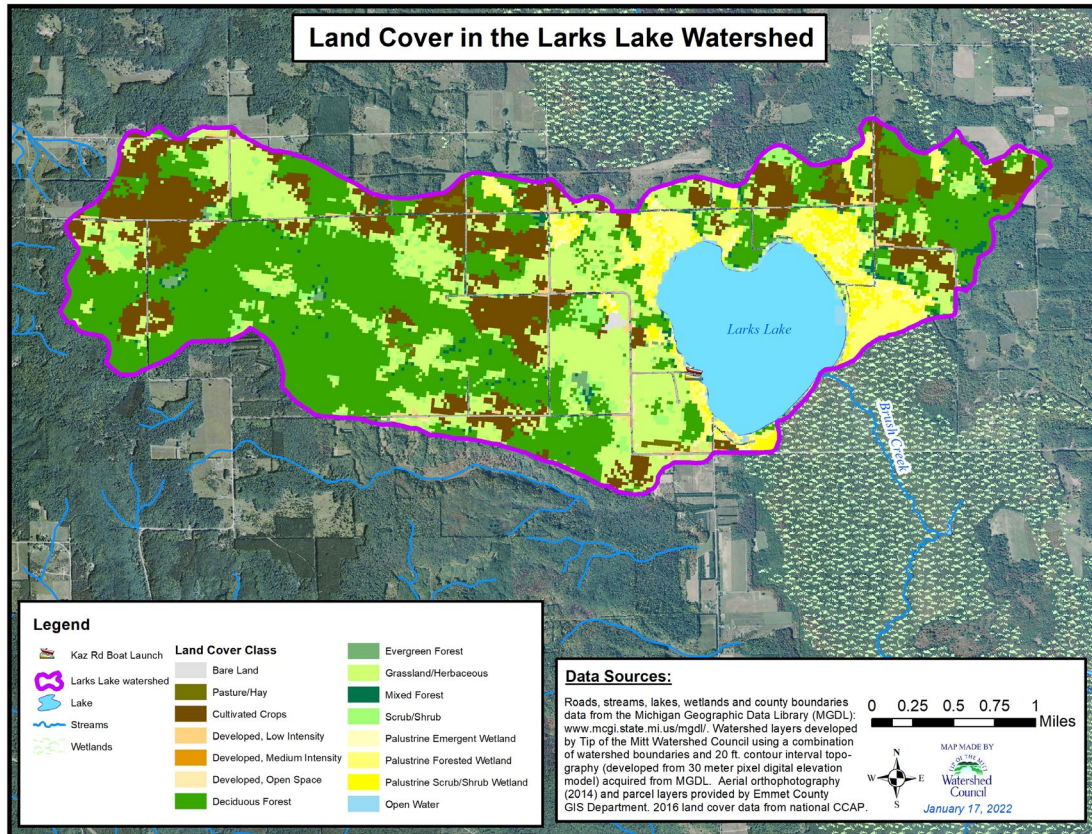 Land Cover in the Larks Lake Watershed
Larks Lake
Brush Creek
Legend
Kaz Rd Boat Launch
Larks Lake watershed
Lake
Streams
Wetlands
Land Cover Class
Bare Land
Pasture/Hay
Cultivated Crops
Developed, Low Intensity
Developed, Medium Intensity
Developed, Open Space
Deciduous Forest
Evergreen Forest
Grassland/Herbaceous
Mixed Forest
Scrub/Shrub
Palustrine Emergent Wetland
Palustrine Forested Wetland
Palustrine Scrub/Shrub Wetland
Open Water
Data Sources:
Roads, streams, lakes, wetlands and county boundaries
data from the Michigan Geographic Data Library (MGDL):
www.mcgi.state.mi.us/mgdl/. Watershed layers developed
by Tip of the Mitt Watershed Council using a combination
of watershed boundaries and 20 ft. contour interval topo-
graphy (developed from 30 meter pixel digital elevation
model) acquired from MGDL. Aerial orthophotography
(2014) and parcel layers provided by Emmet County
GIS Department. 2016 land cover data from national CCAP.
0 0.25 0.5 1
Miles
N
W E
S
MAP MADE BY
TIP OF THE MITT
Watershed
Council
January 17, 2022